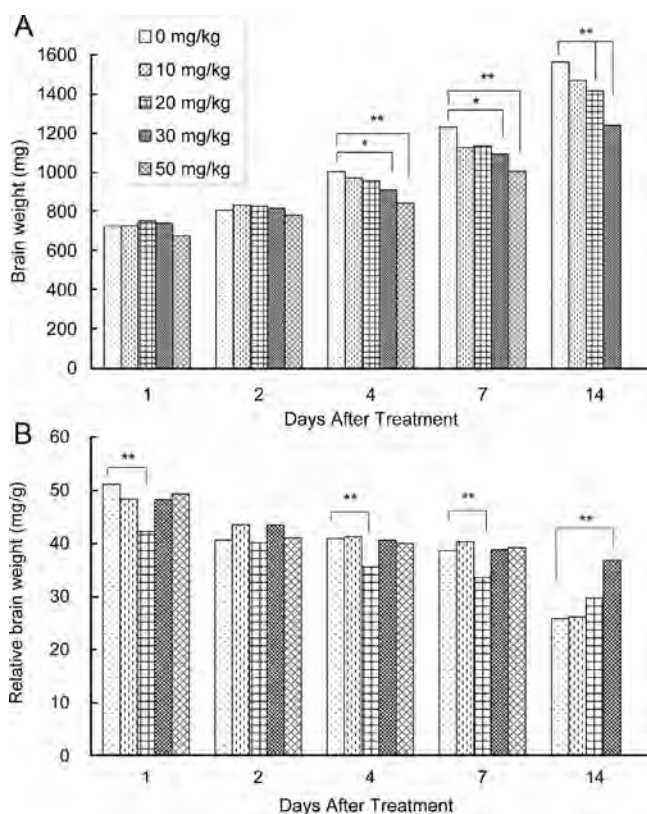 A
0 mg/kg
10 mg/kg
20 mg/kg
30 mg/kg
50 mg/kg
Brain weight (mg)
1600
1400
1200
1000
800
600
400
200
0
**
*
**
*
**
1 2 4 7 14
Days After Treatment
B
Relative brain weight (mg/g)
60
50
40
30
20
10
0
** ** ** **
1 2 4 7 14
Days After Treatment